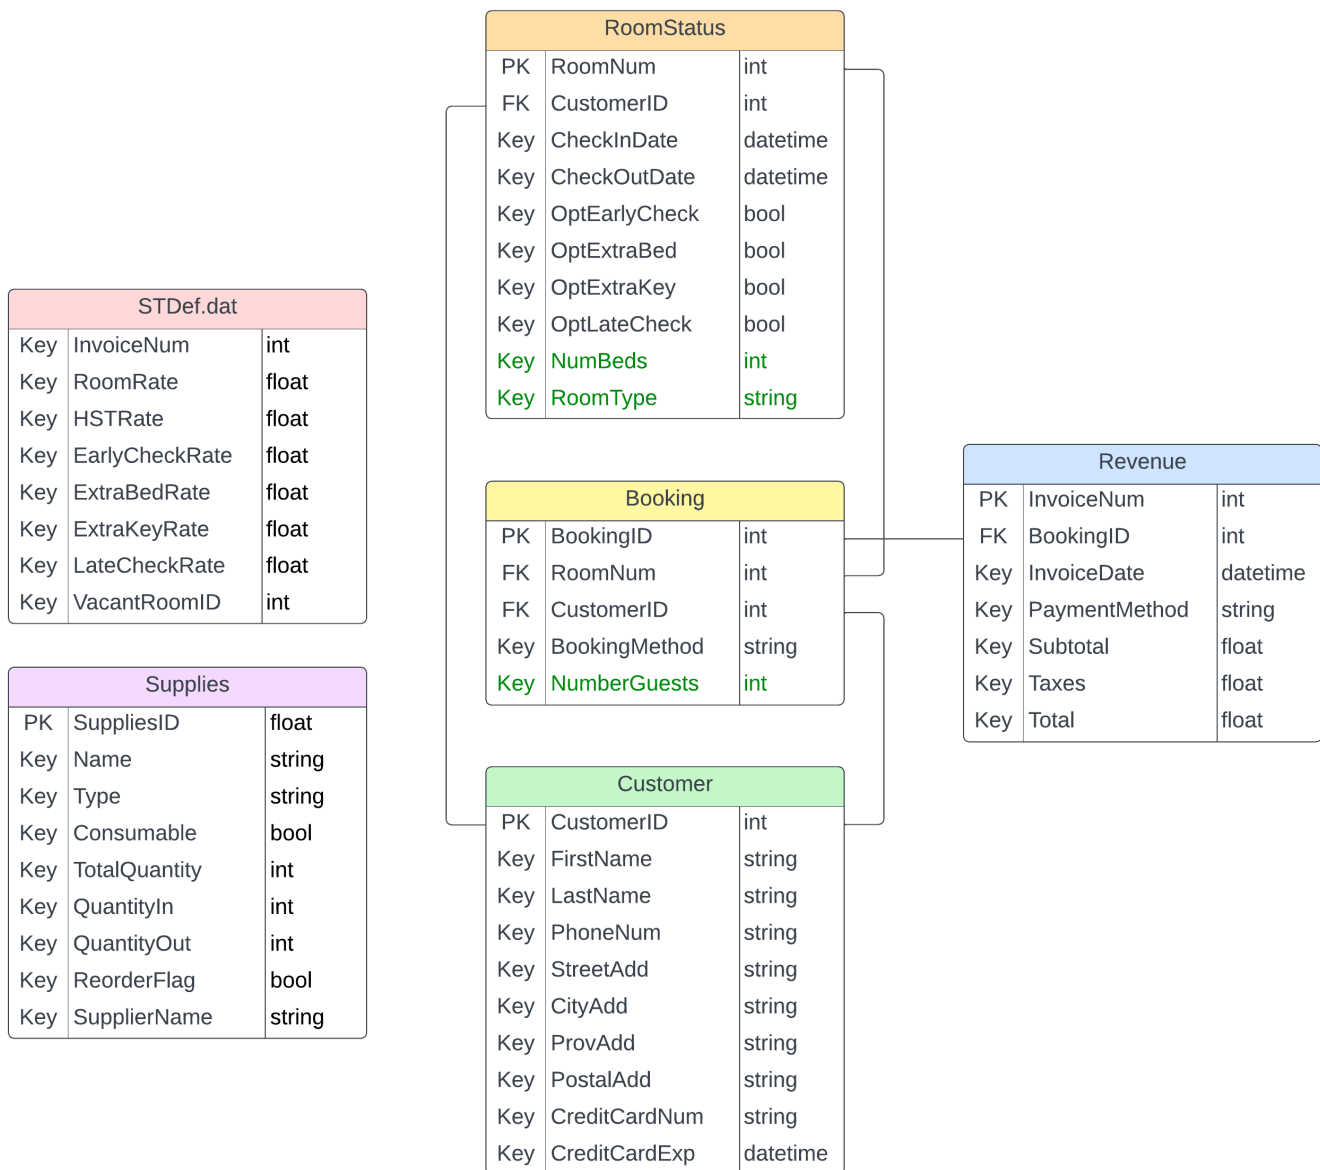 RoomStatus
PK RoomNum int
FK CustomerID int
Key CheckInDate datetime
Key CheckOutDate datetime
Key OptEarlyCheck bool
Key OptExtraBed bool
Key OptExtraKey bool
Key OptLateCheck bool
Key NumBeds int
Key RoomType string
STDef.dat
Key InvoiceNum int
Key RoomRate float
Key HSTRate float
Key EarlyCheckRate float
Key ExtraBedRate float
Key ExtraKeyRate float
Key LateCheckRate float
Key VacantRoomID int
Supplies
PK SuppliesID float
Key Name string
Key Type string
Key Consumable bool
Key TotalQuantity int
Key QuantityIn int
Key QuantityOut int
Key ReorderFlag bool
Key SupplierName string
Booking
PK BookingID int
FK RoomNum int
FK CustomerID int
Key BookingMethod string
Key NumberGuests int
Customer
PK CustomerID int
Key FirstName string
Key LastName string
Key PhoneNum string
Key StreetAdd string
Key CityAdd string
Key ProvAdd string
Key PostalAdd string
Key CreditCardNum string
Key CreditCardExp datetime
Revenue
PK InvoiceNum int
FK BookingID int
Key InvoiceDate datetime
Key PaymentMethod string
Key Subtotal float
Key Taxes float
Key Total float